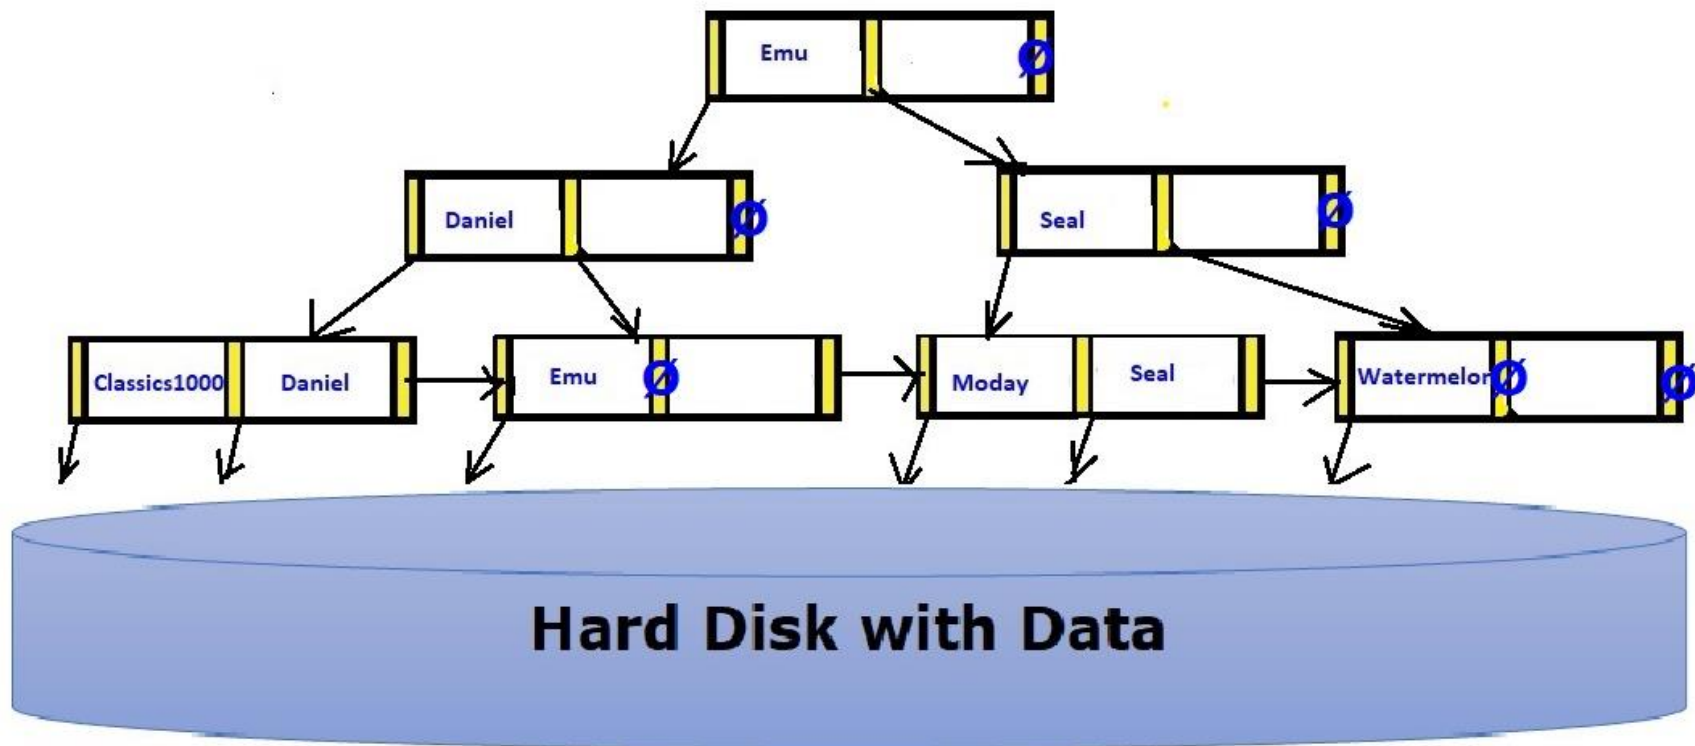 Emu Ø
Daniel Ø
Seal Ø
Classics1000 Daniel
Emu Ø
Moday Seal
Watermelon Ø Ø
Hard Disk with Data